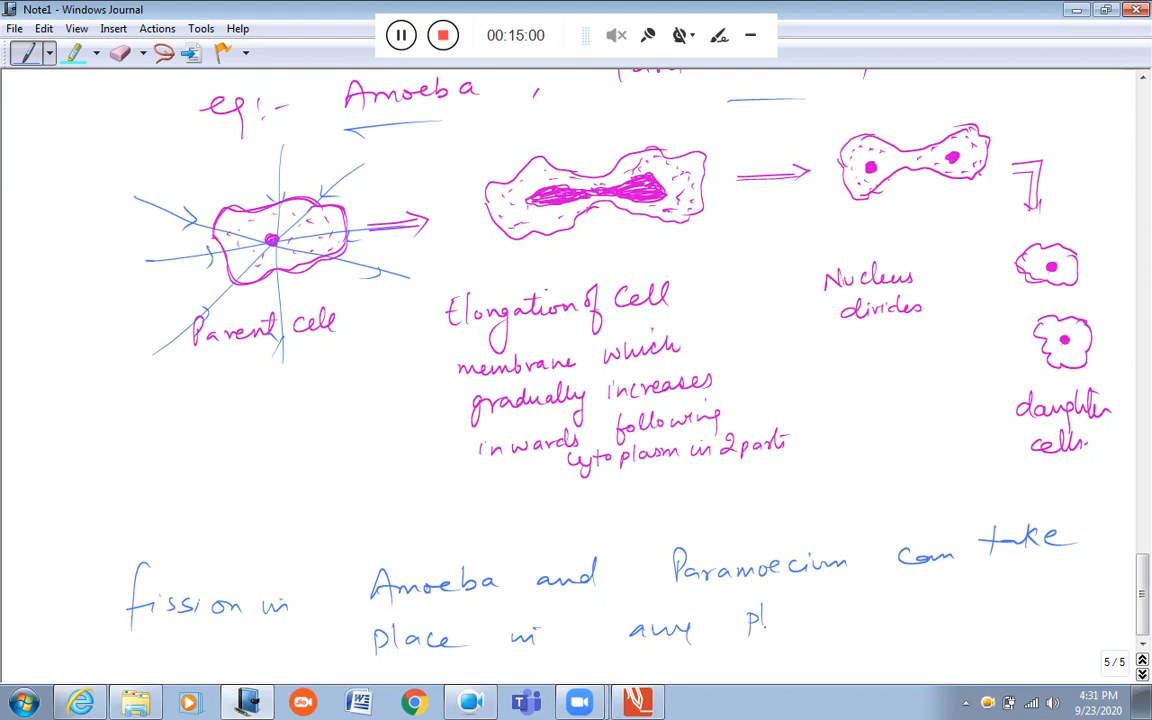 Note1 - Windows Journal
File Edit View Insert Actions Tools Help
00:15:00
eg:- Amoeba ,
Parent cell
Elongation of Cell
membrane which
gradually increases
inwards following
cytoplasm in 2 parts
Nucleus
divides
daughter
cells.
fission in Amoeba and Paramoecium can take
place in any pl
5 / 5
4:31 PM
9/23/2020